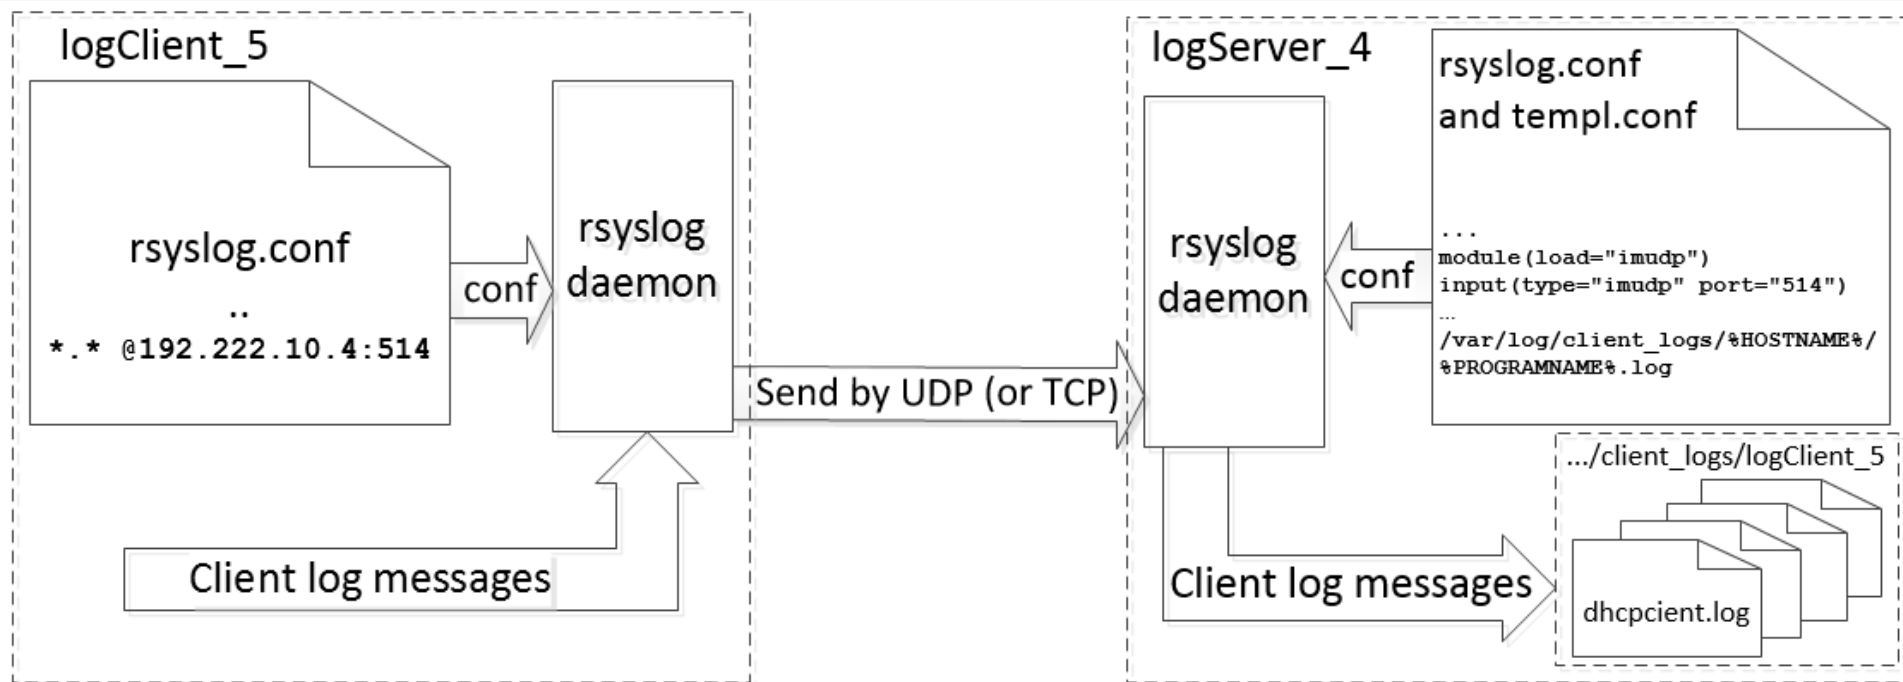 logClient_5
rsyslog.conf
..
*.* @192.222.10.4:514
conf
rsyslog
daemon
Client log messages
Send by UDP (or TCP)
logServer_4
rsyslog
daemon
conf
rsyslog.conf
and templ.conf
...
module(load="imudp")
input(type="imudp" port="514")
...
/var/log/client_logs/%HOSTNAME%/
%PROGRAMNAME%.log
Client log messages
.../client_logs/logClient_5
dhcpcient.log